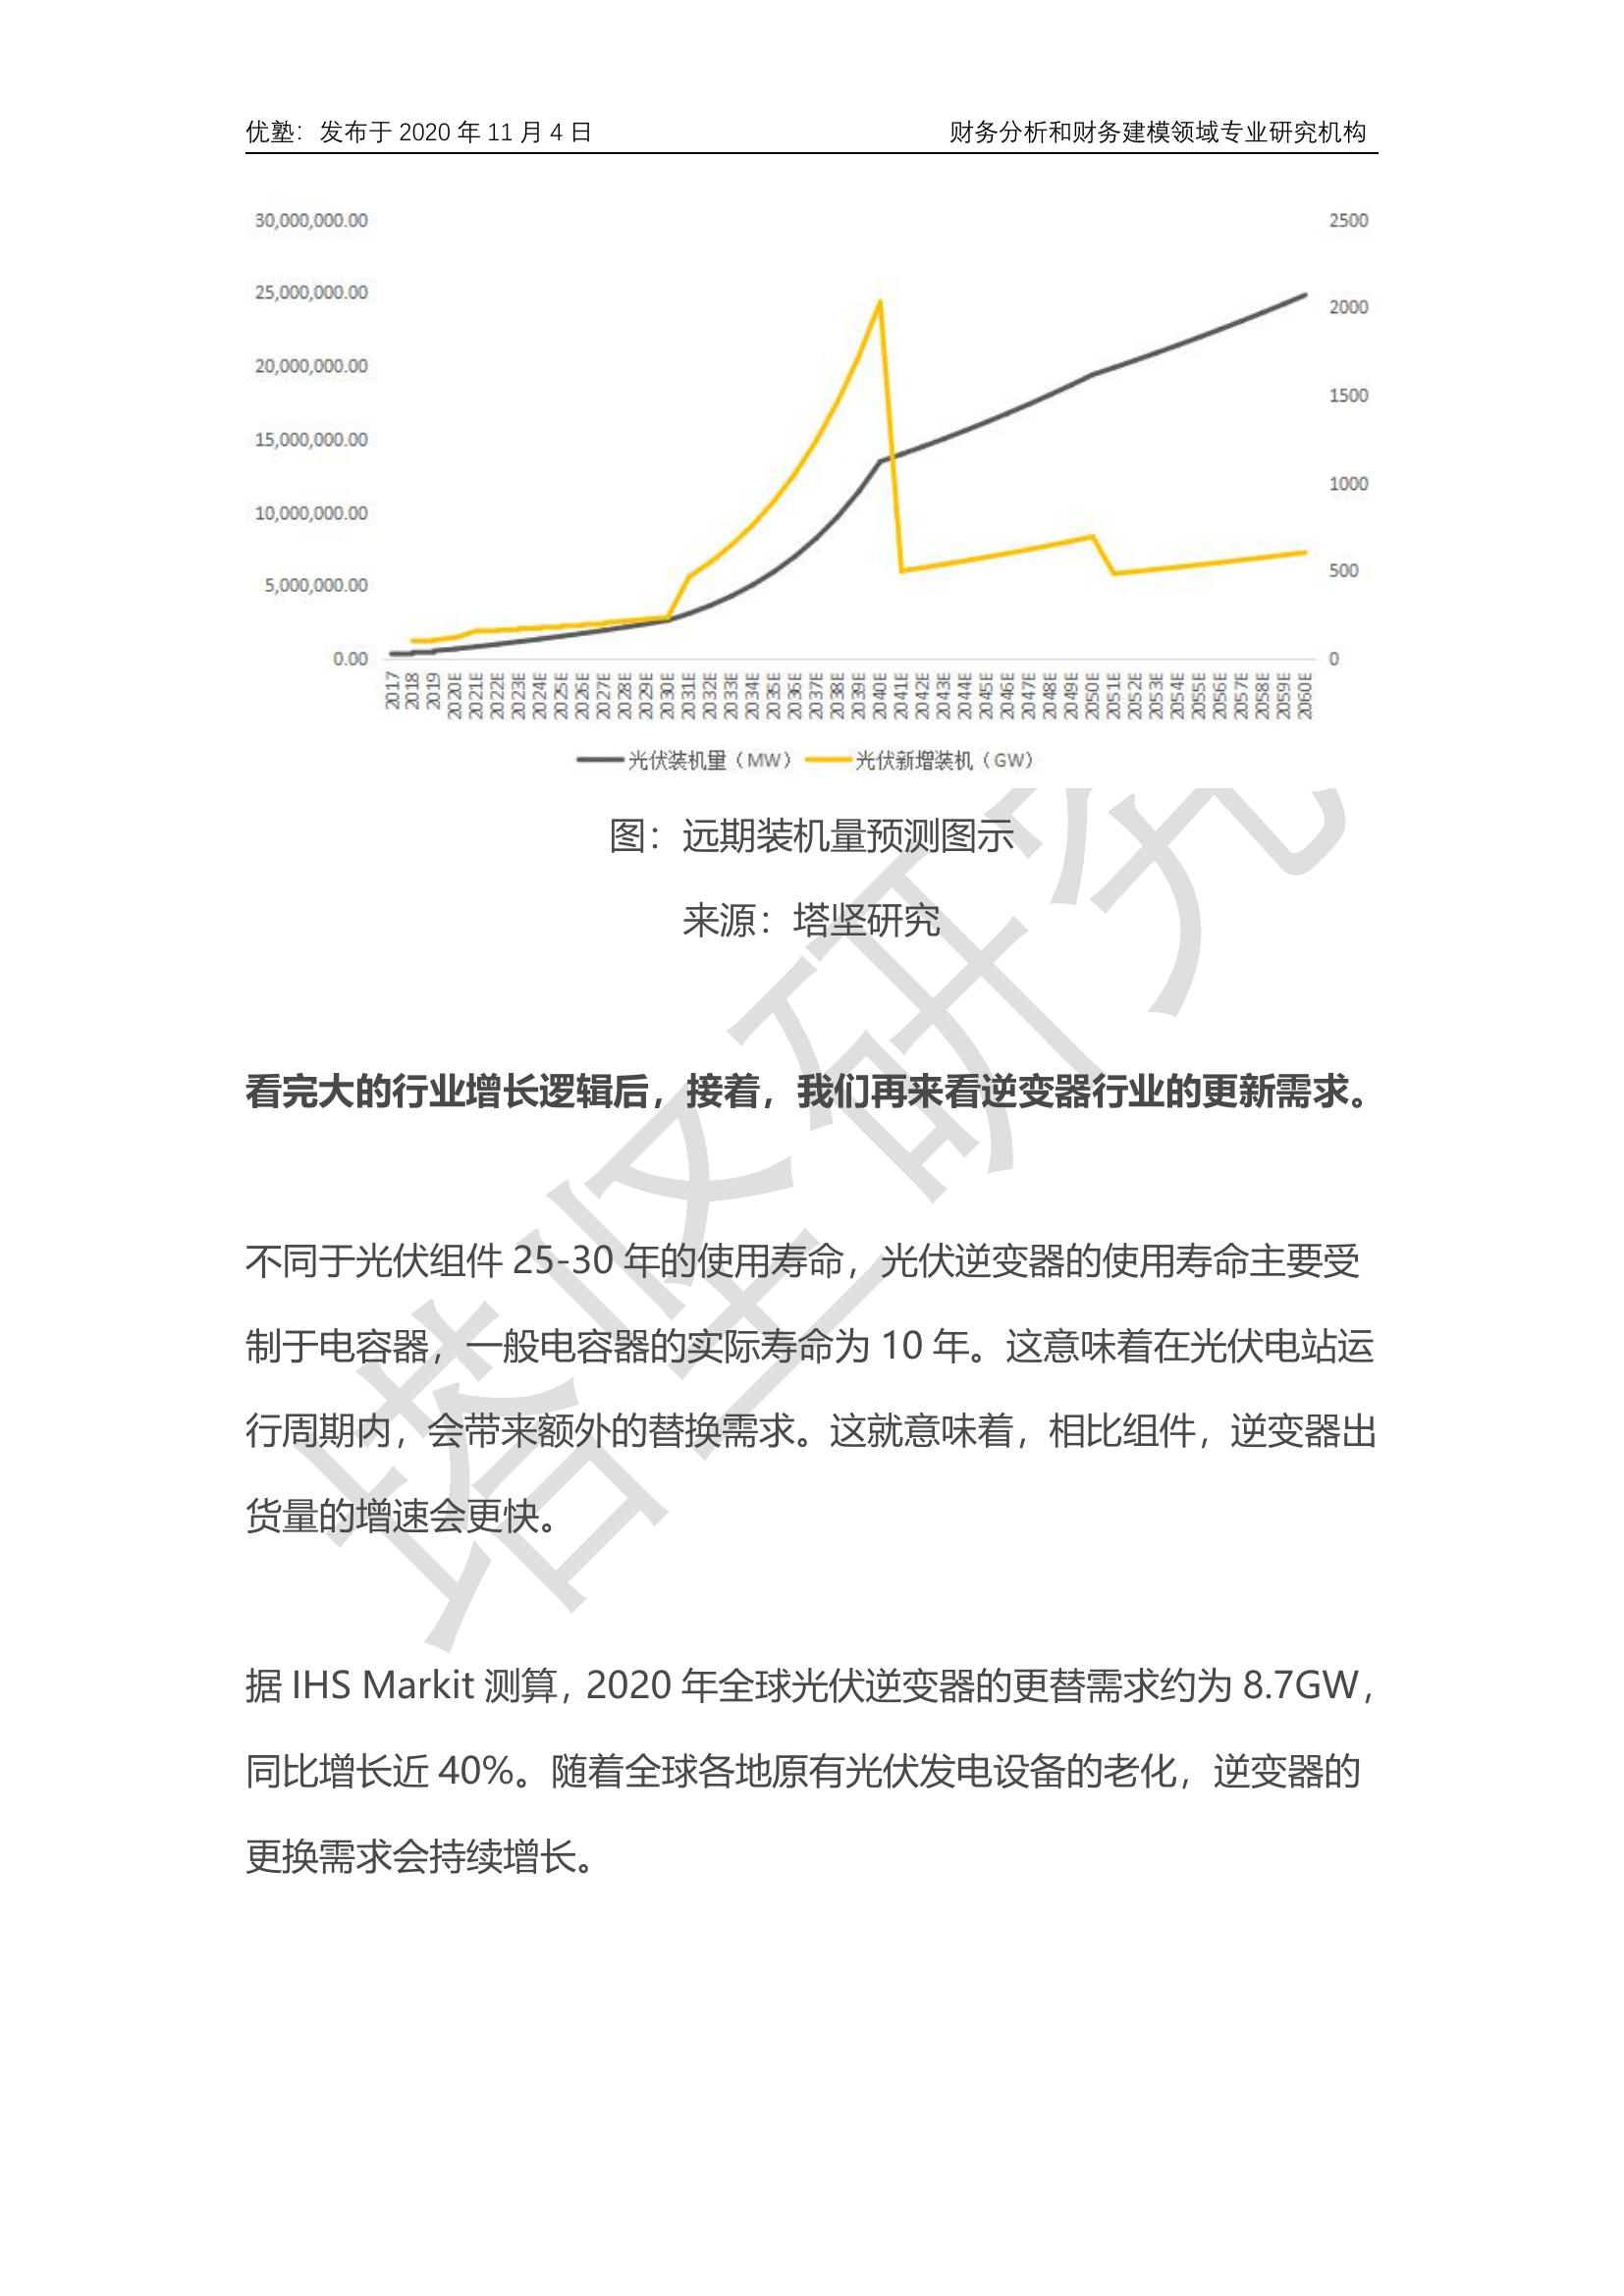 优塾：发布于 2020 年 11 月 4 日 财务分析和财务建模领域专业研究机构
30,000,000.00
25,000,000.00
20,000,000.00
15,000,000.00
10,000,000.00
5,000,000.00
0.00
2500
2000
1500
1000
500
0
2017 2018 2019 2020E 2021E 2022E 2023E 2024E 2025E 2026E 2027E 2028E 2029E 2030E 2031E 2032E 2033E 2034E 2035E 2036E 2037E 2038E 2039E 2040E 2041E 2042E 2043E 2044E 2045E 2046E 2047E 2048E 2049E 2050E 2051E 2052E 2053E 2054E 2055E 2056E 2057E 2058E 2059E 2060E
光伏装机量（MW） 光伏新增装机（GW）
图：远期装机量预测图示
来源：塔坚研究
看完大的行业增长逻辑后，接着，我们再来看逆变器行业的更新需求。
不同于光伏组件 25-30 年的使用寿命，光伏逆变器的使用寿命主要受
制于电容器，一般电容器的实际寿命为 10 年。这意味着在光伏电站运
行周期内，会带来额外的替换需求。这就意味着，相比组件，逆变器出
货量的增速会更快。
据 IHS Markit 测算，2020 年全球光伏逆变器的更替需求约为 8.7GW，
同比增长近 40%。随着全球各地原有光伏发电设备的老化，逆变器的
更换需求会持续增长。
塔坚研究